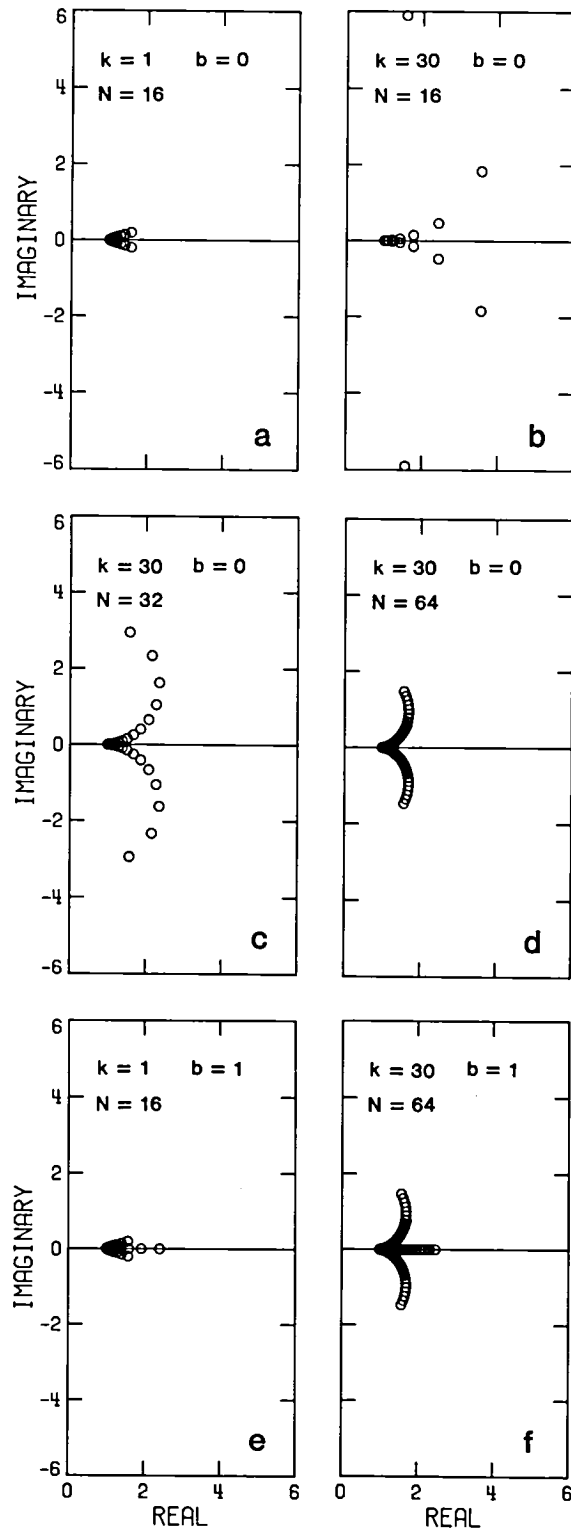 6
4
2
0
-2
-4
-6
IMAGINARY
k = 1 b = 0
N = 16
a
k = 30 b = 0
N = 16
b
6
4
2
0
-2
-4
-6
IMAGINARY
k = 30 b = 0
N = 32
c
k = 30 b = 0
N = 64
d
6
4
2
0
-2
-4
-6
IMAGINARY
k = 1 b = 1
N = 16
e
k = 30 b = 1
N = 64
f
0 2 4 6
REAL
0 2 4 6
REAL